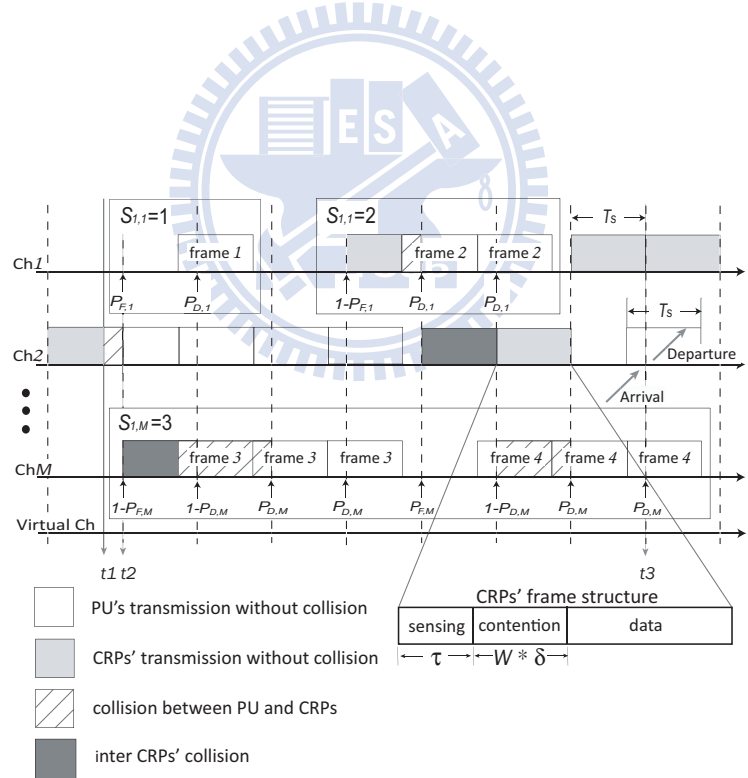 E S A
S1,1=1
S1,1=2
Ts
frame 1
frame 2
frame 2
Ch1
PF,1
PD,1
1-PF,1
PD,1
PD,1
Ts
Ch2
Departure
Arrival
S1,M=3
frame 3
frame 3
frame 3
frame 4
frame 4
frame 4
ChM
1-PF,M
1-PD,M
PD,M
PD,M
PF,M
1-PD,M
PD,M
PD,M
Virtual Ch
t1
t2
t3
PU's transmission without collision
CRPs' frame structure
sensing
contention
data
CRPs' transmission without collision
τ
W * δ
collision between PU and CRPs
inter CRPs' collision